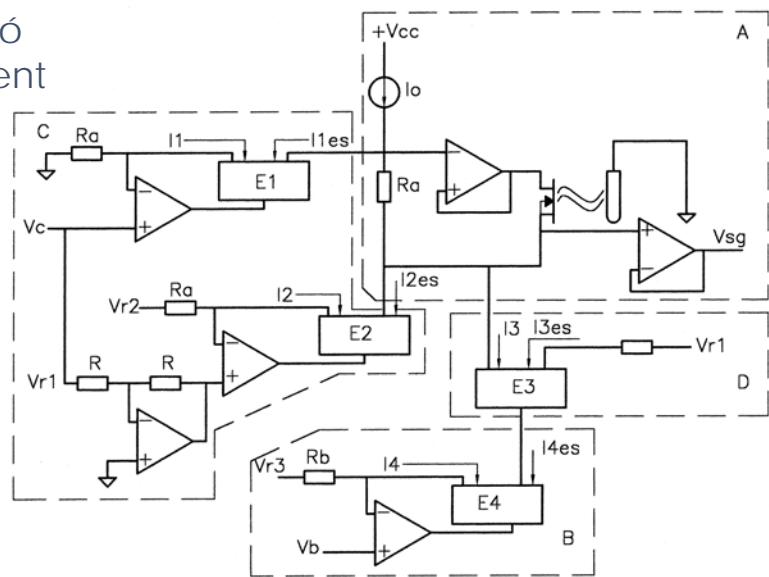 ó
ent
+Vcc
A
Io
C
Ra
I1
I1es
E1
Ra
Vc
Vsg
I2es
Vr2
Ra
I2
E2
I3
I3es
Vr1
R
R
Vr1
E3
D
Vr3
Rb
I4
I4es
E4
Vb
B